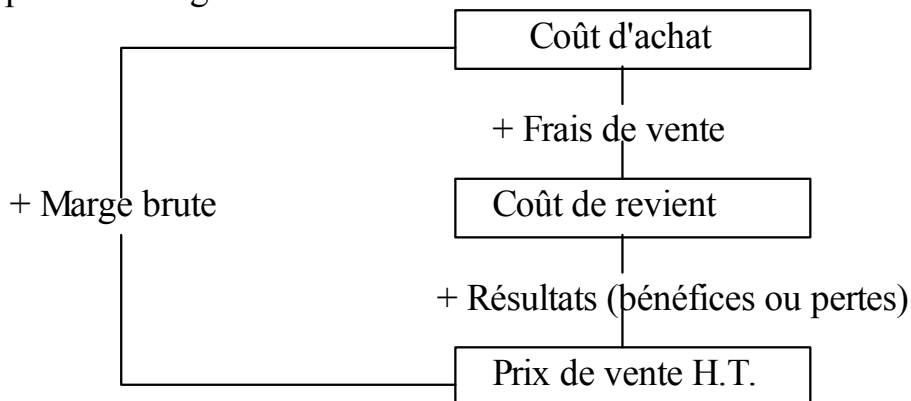 Coût d'achat
+ Frais de vente
+ Marge brute
Coût de revient
+ Résultats (bénéfices ou pertes)
Prix de vente H.T.